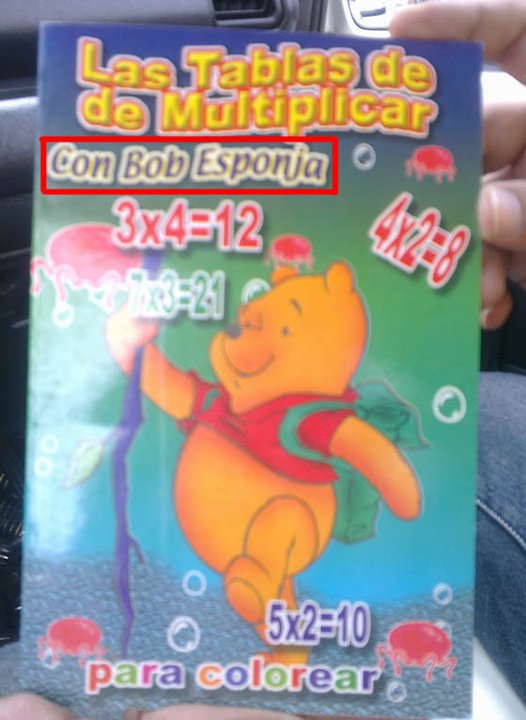 Las Tablas de
de Multiplicar
Con Bob Esponja
3x4=12
4x2=8
7x3=21
5x2=10
para colorear